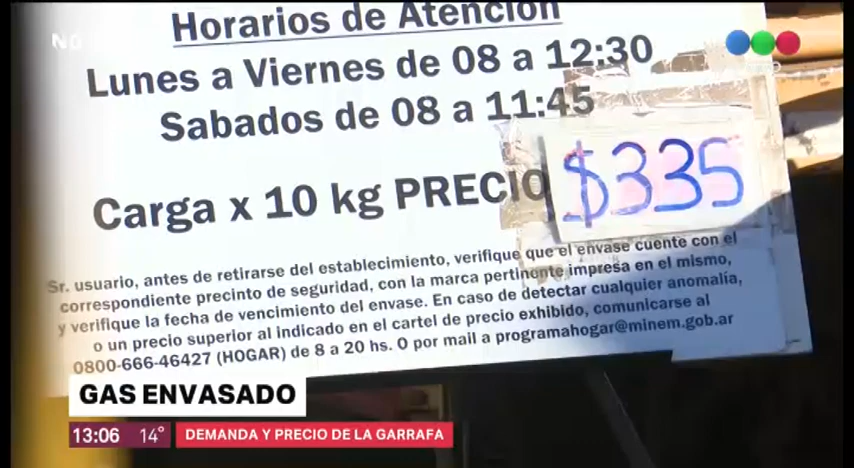 Horarios de Atención
Lunes a Viernes de 08 a 12:30
Sabados de 08 a 11:45
Carga x 10 kg PRECIO $335
Sr. usuario, antes de retirarse del establecimiento, verifique que el envase cuente con el
correspondiente precinto de seguridad, con la marca pertinente impresa en el mismo,
y verifique la fecha de vencimiento del envase. En caso de detectar cualquier anomalía,
o un precio superior al indicado en el cartel de precio exhibido, comunicarse al
0800-666-46427 (HOGAR) de 8 a 20 hs. O por mail a programahogar@minem.gob.ar
GAS ENVASADO
13:06 14° DEMANDA Y PRECIO DE LA GARRAFA